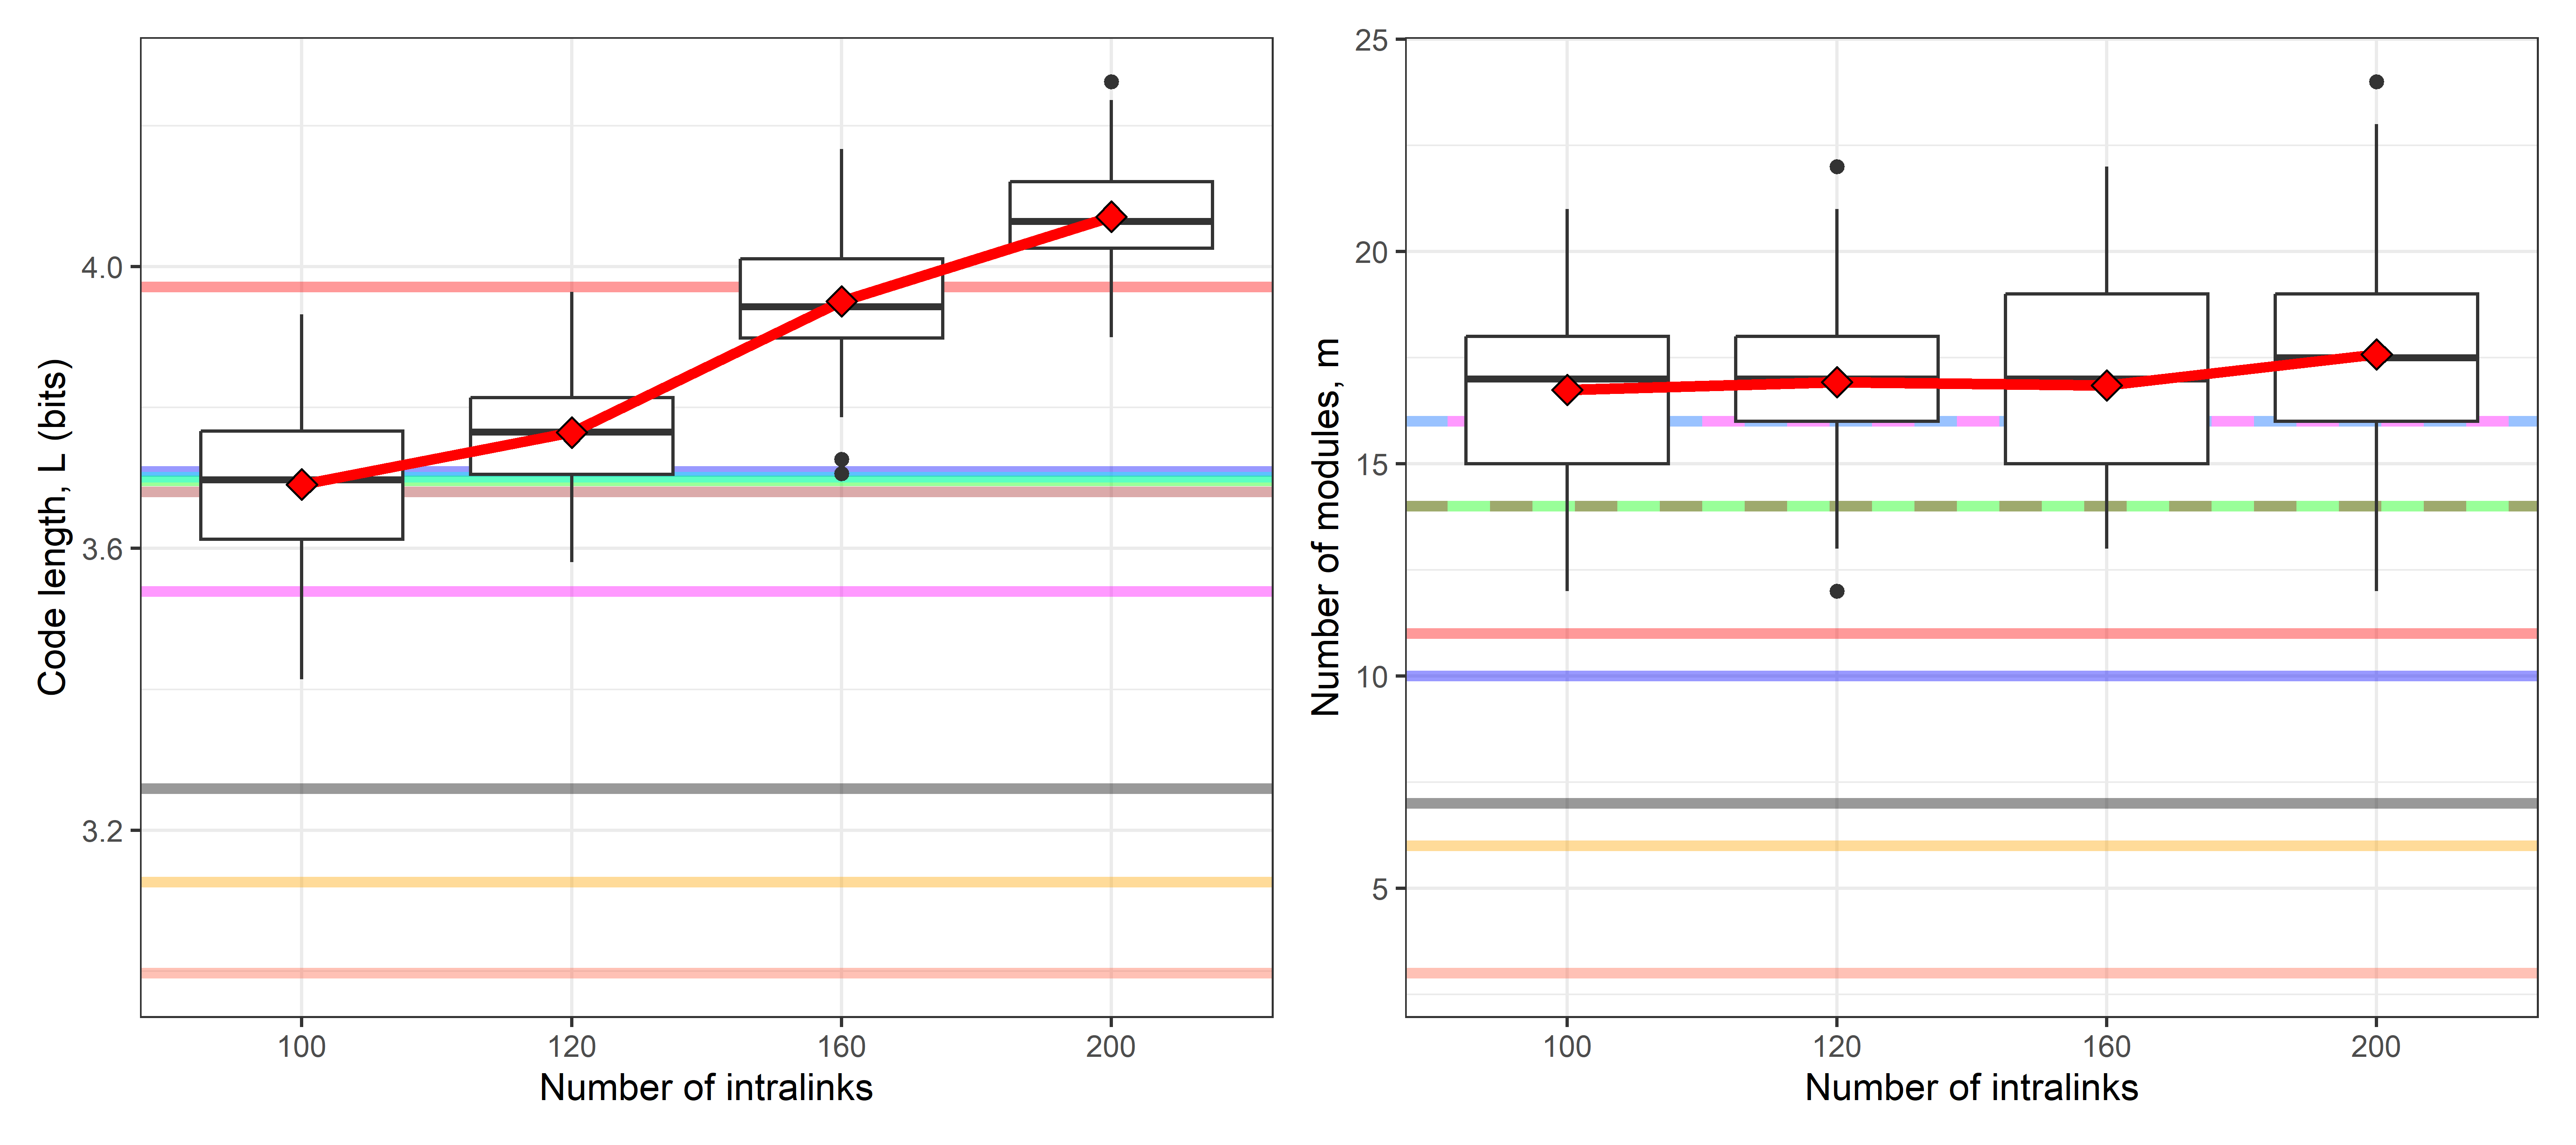 Code length, L (bits)
4.0
3.6
3.2
100 120 160 200
Number of intralinks
Number of modules, m
25
20
15
10
5
100 120 160 200
Number of intralinks